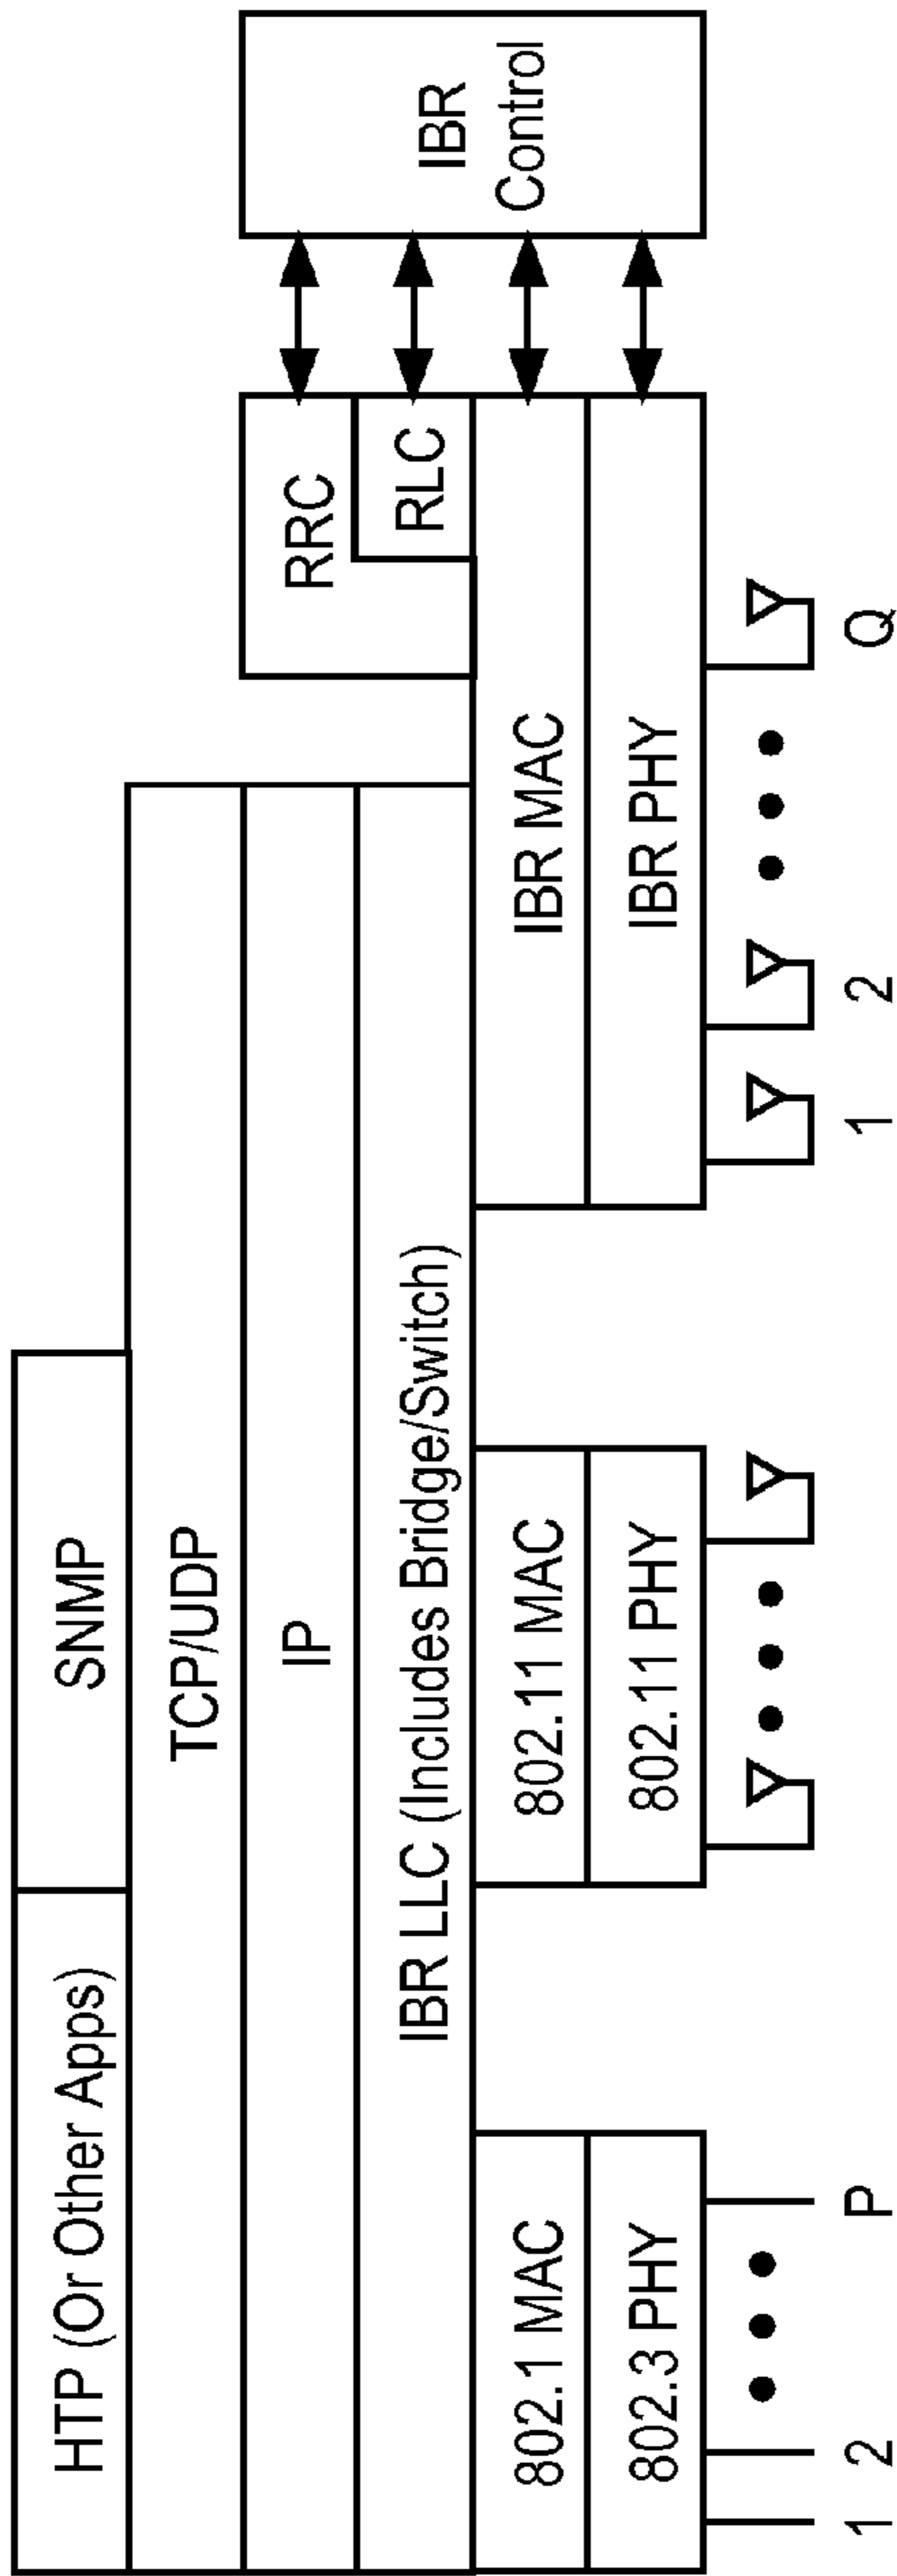 HTP (Or Other Apps)
SNMP
TCP/UDP
IP
IBR LLC (Includes Bridge/Switch)
RRC
RLC
IBR
Control
802.1 MAC
802.11 MAC
IBR MAC
802.3 PHY
802.11 PHY
IBR PHY
1 2 P
1 2 Q